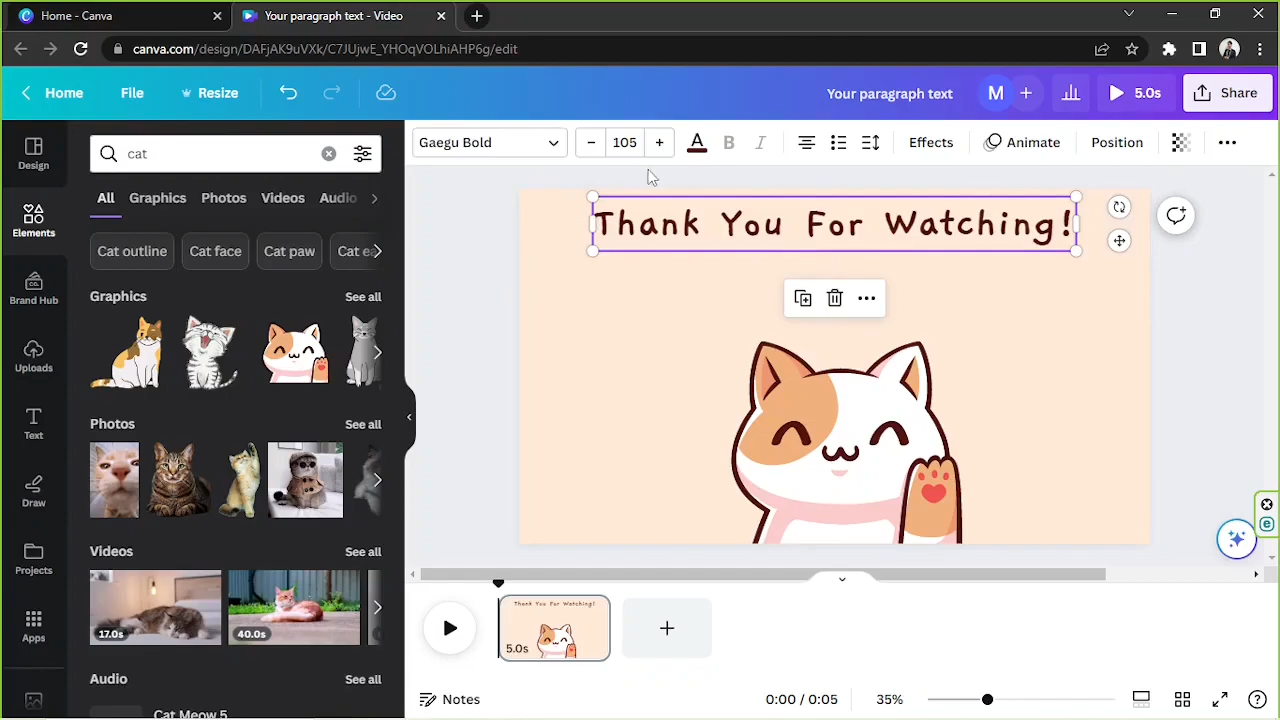 Home - Canva
Your paragraph text - Video
canva.com/design/DAFjAK9uVXk/C7JUjwE_YHOqVOLhiAHP6g/edit
Home
File
Resize
Your paragraph text
M
5.0s
Share
Design
Elements
Brand Hub
Uploads
Text
Draw
Projects
Apps
cat
All
Graphics
Photos
Videos
Audio
Cat outline
Cat face
Cat paw
Cat ea
Graphics
See all
Photos
See all
Videos
See all
17.0s
40.0s
Audio
See all
Cat Meow 5
Gaegu Bold
105
A
B
I
Effects
Animate
Position
Thank You For Watching!
Thank You For Watching!
5.0s
Notes
0:00 / 0:05
35%